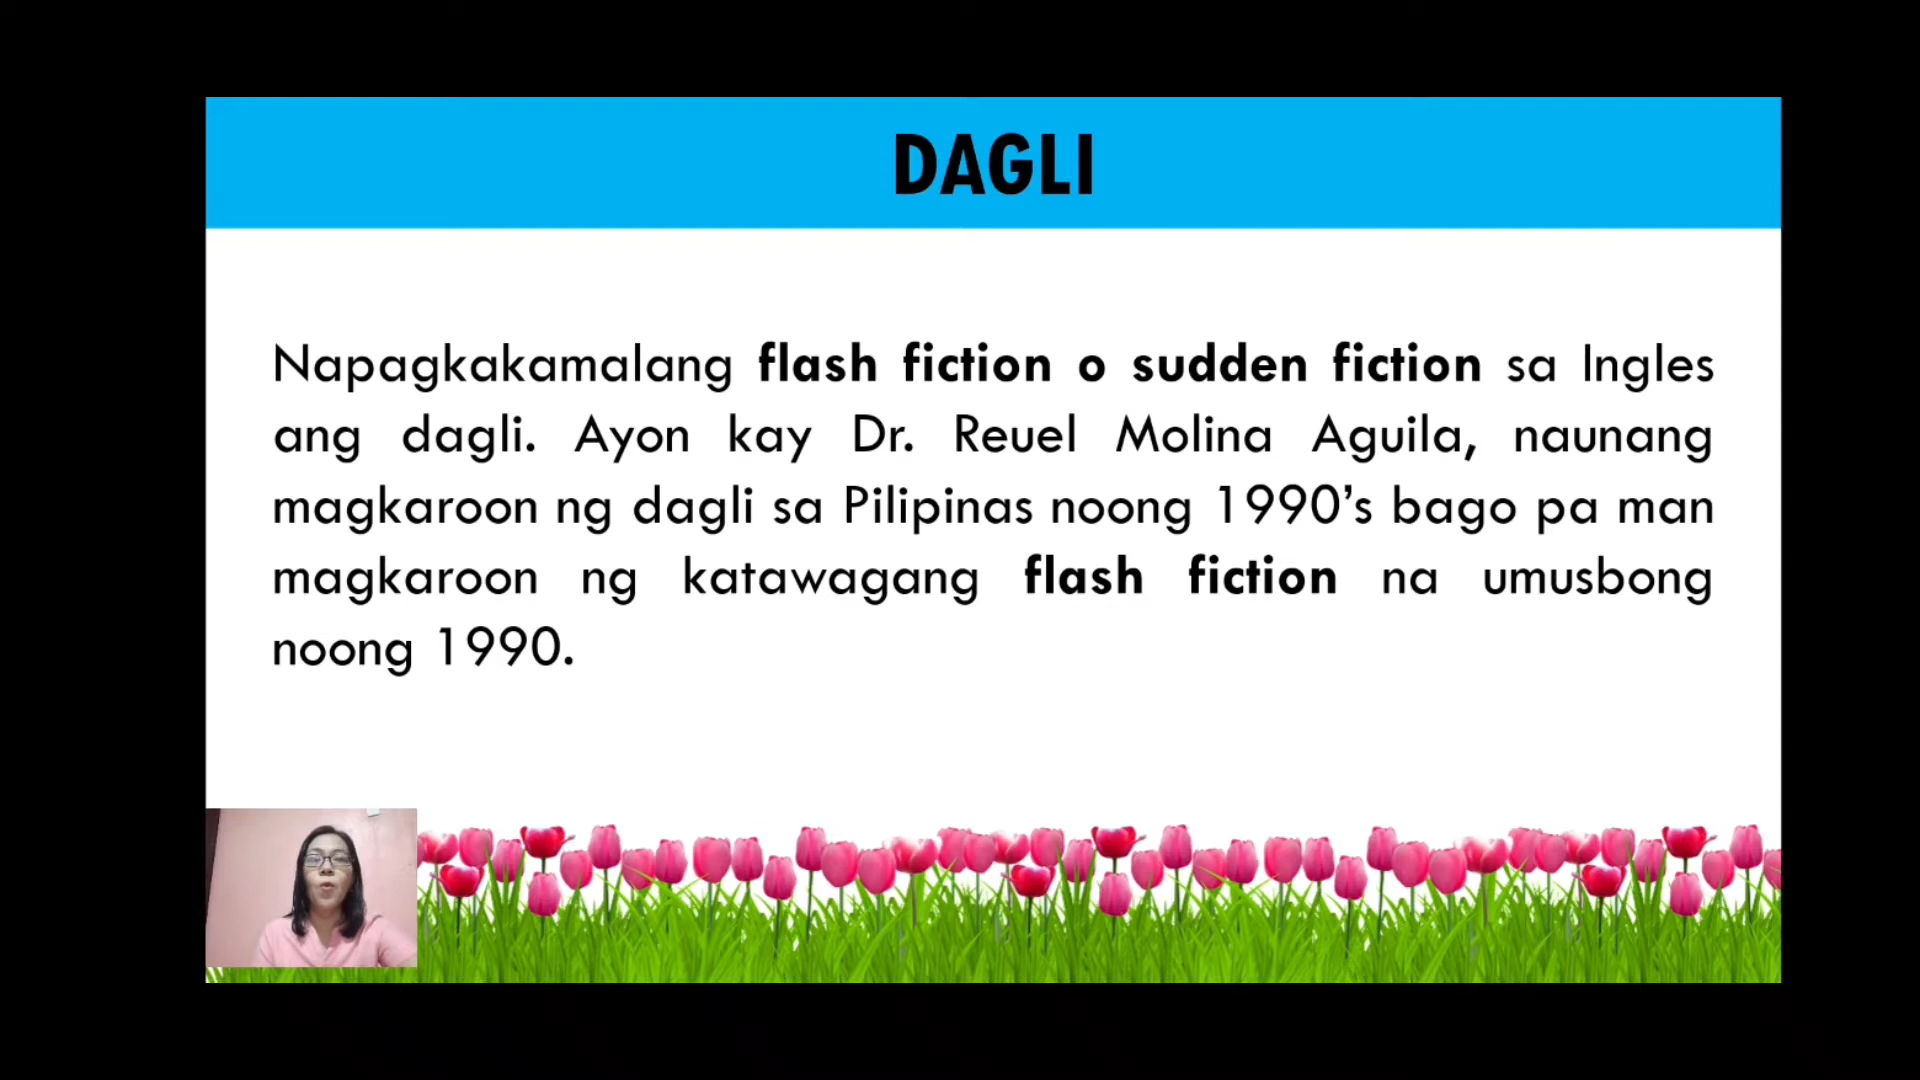 DAGLI
Napagkakamalang flash fiction o sudden fiction sa Ingles
ang dagli. Ayon kay Dr. Reuel Molina Aguila, naunang
magkaroon ng dagli sa Pilipinas noong 1990’s bago pa man
magkaroon ng katawagang flash fiction na umusbong
noong 1990.